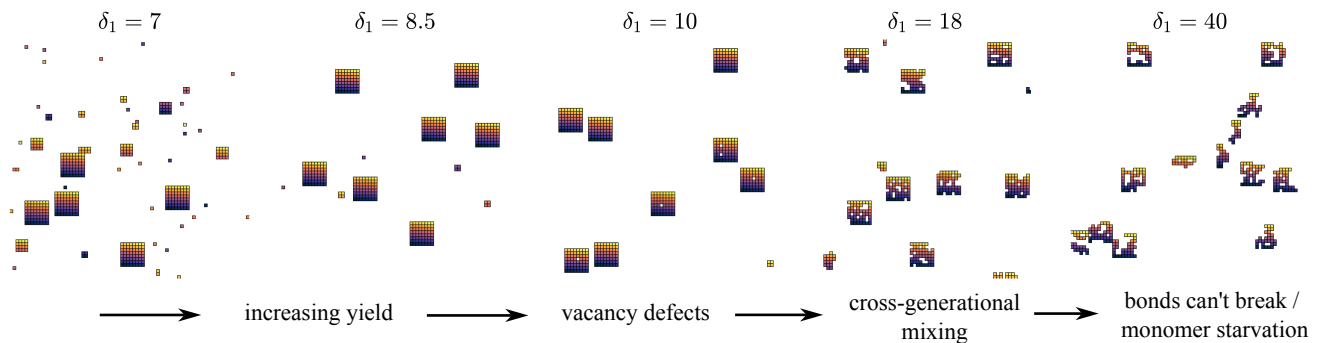 δ₁ = 7
δ₁ = 8.5
δ₁ = 10
δ₁ = 18
δ₁ = 40
increasing yield
vacancy defects
cross-generational
mixing
bonds can't break /
monomer starvation